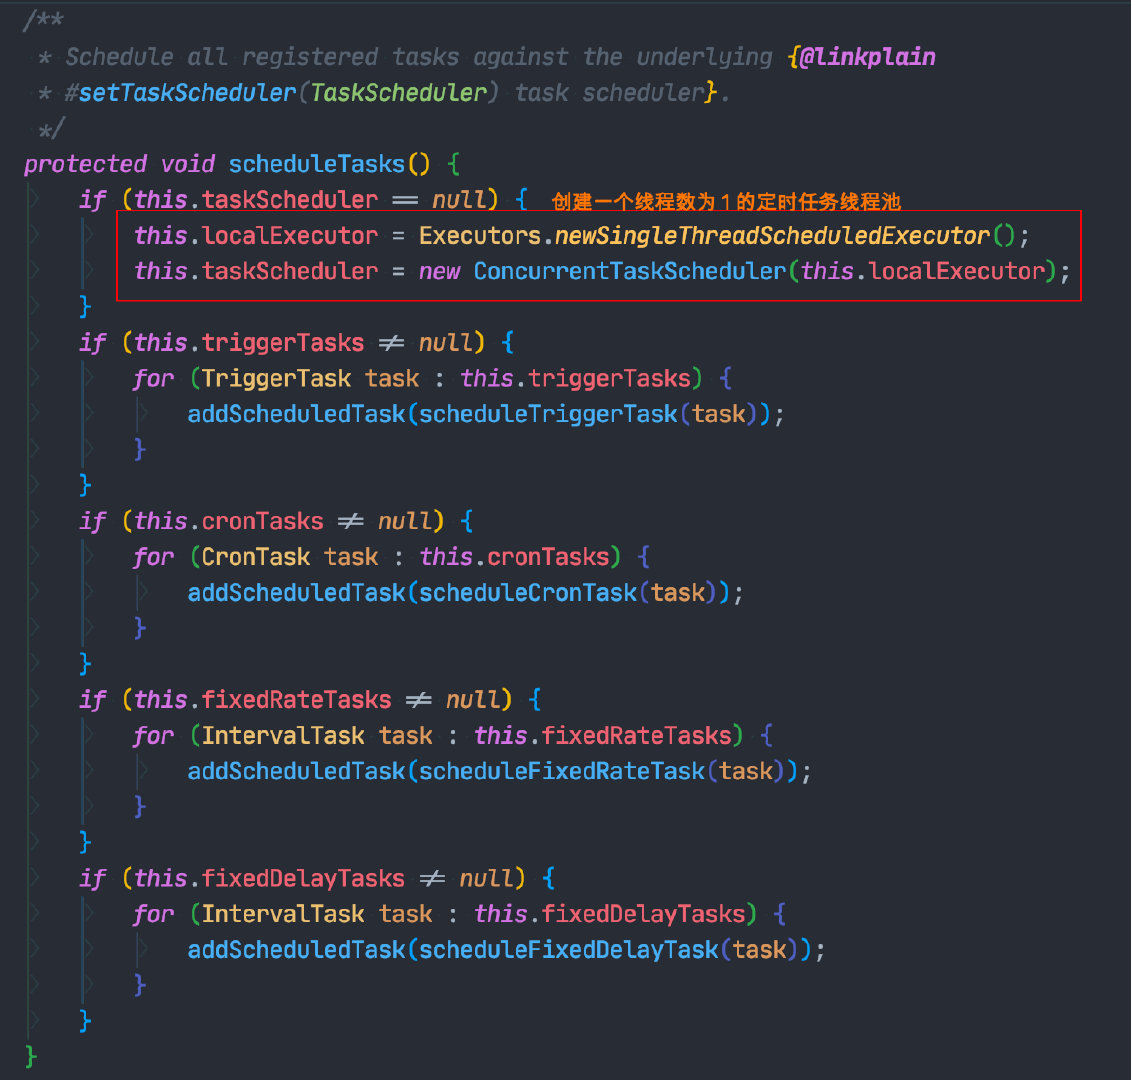 /**
 * Schedule all registered tasks against the underlying {@linkplain
 * #setTaskScheduler(TaskScheduler) task scheduler}.
 */
protected void scheduleTasks() {
    if (this.taskScheduler == null) { 创建一个线程数为 1 的定时任务线程池
        this.localExecutor = Executors.newSingleThreadScheduledExecutor();
        this.taskScheduler = new ConcurrentTaskScheduler(this.localExecutor);
    }
    if (this.triggerTasks != null) {
        for (TriggerTask task : this.triggerTasks) {
            addScheduledTask(scheduleTriggerTask(task));
        }
    }
    if (this.cronTasks != null) {
        for (CronTask task : this.cronTasks) {
            addScheduledTask(scheduleCronTask(task));
        }
    }
    if (this.fixedRateTasks != null) {
        for (IntervalTask task : this.fixedRateTasks) {
            addScheduledTask(scheduleFixedRateTask(task));
        }
    }
    if (this.fixedDelayTasks != null) {
        for (IntervalTask task : this.fixedDelayTasks) {
            addScheduledTask(scheduleFixedDelayTask(task));
        }
    }
}